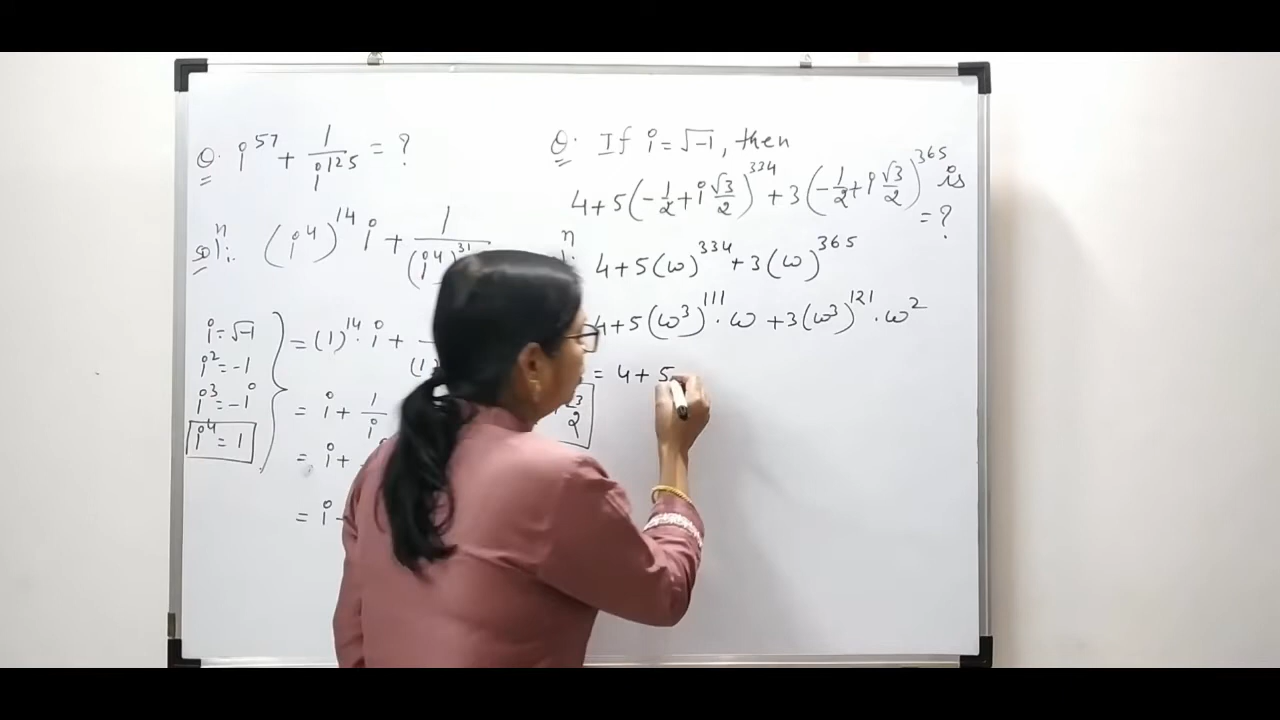 Q. i^57 + 1/i^125 = ?
sol^n: (i^4)^14 i + 1/(i^4)^31
i = √-1
i^2 = -1
i^3 = -i
i^4 = 1
= (1)^14 . i +
= i + 1/i
= i +
= i -
Q. If i = √-1, then
4 + 5(-1/2 + i √3/2)^334 + 3(-1/2 + i √3/2)^365 is
= ?
4 + 5(ω)^334 + 3(ω)^365
4 + 5(ω^3)^111 . ω + 3(ω^3)^121 . ω^2
= 4 + 5